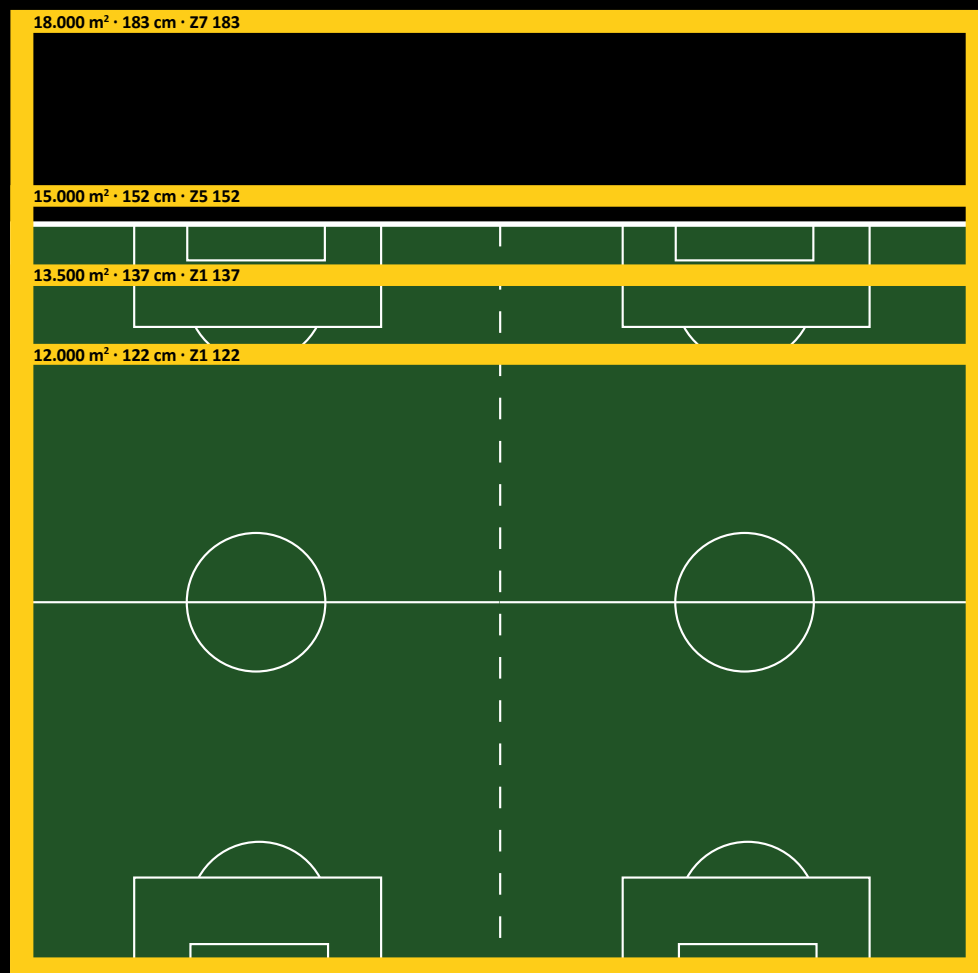 18.000 m² · 183 cm · Z7 183
15.000 m² · 152 cm · Z5 152
13.500 m² · 137 cm · Z1 137
12.000 m² · 122 cm · Z1 122